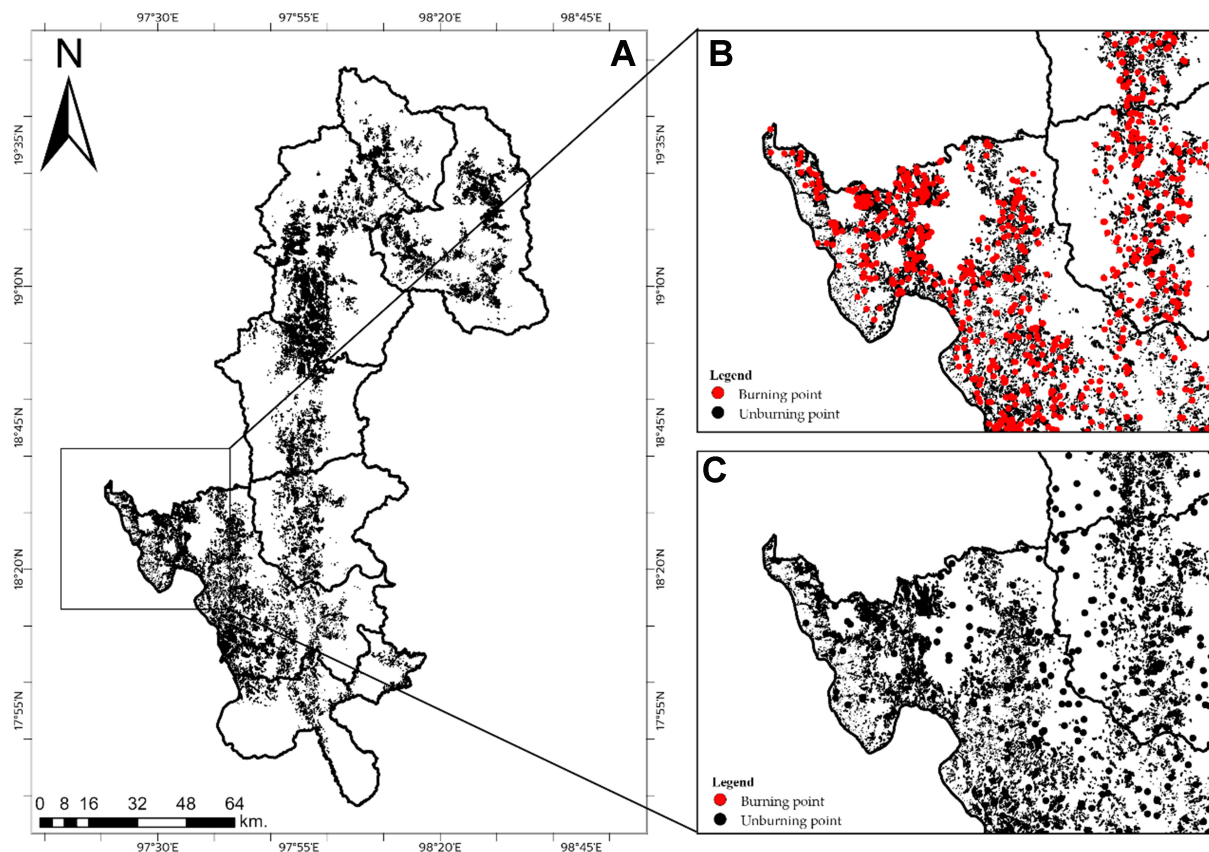 97°30'E 97°55'E 98°20'E 98°45'E
N
A
B
C
19°35'N
19°35'N
19°10'N
19°10'N
18°45'N
18°45'N
18°20'N
18°20'N
17°55'N
17°55'N
Legend
Burning point
Unburning point
Legend
Burning point
Unburning point
0 8 16 32 48 64
km.
97°30'E 97°55'E 98°20'E 98°45'E